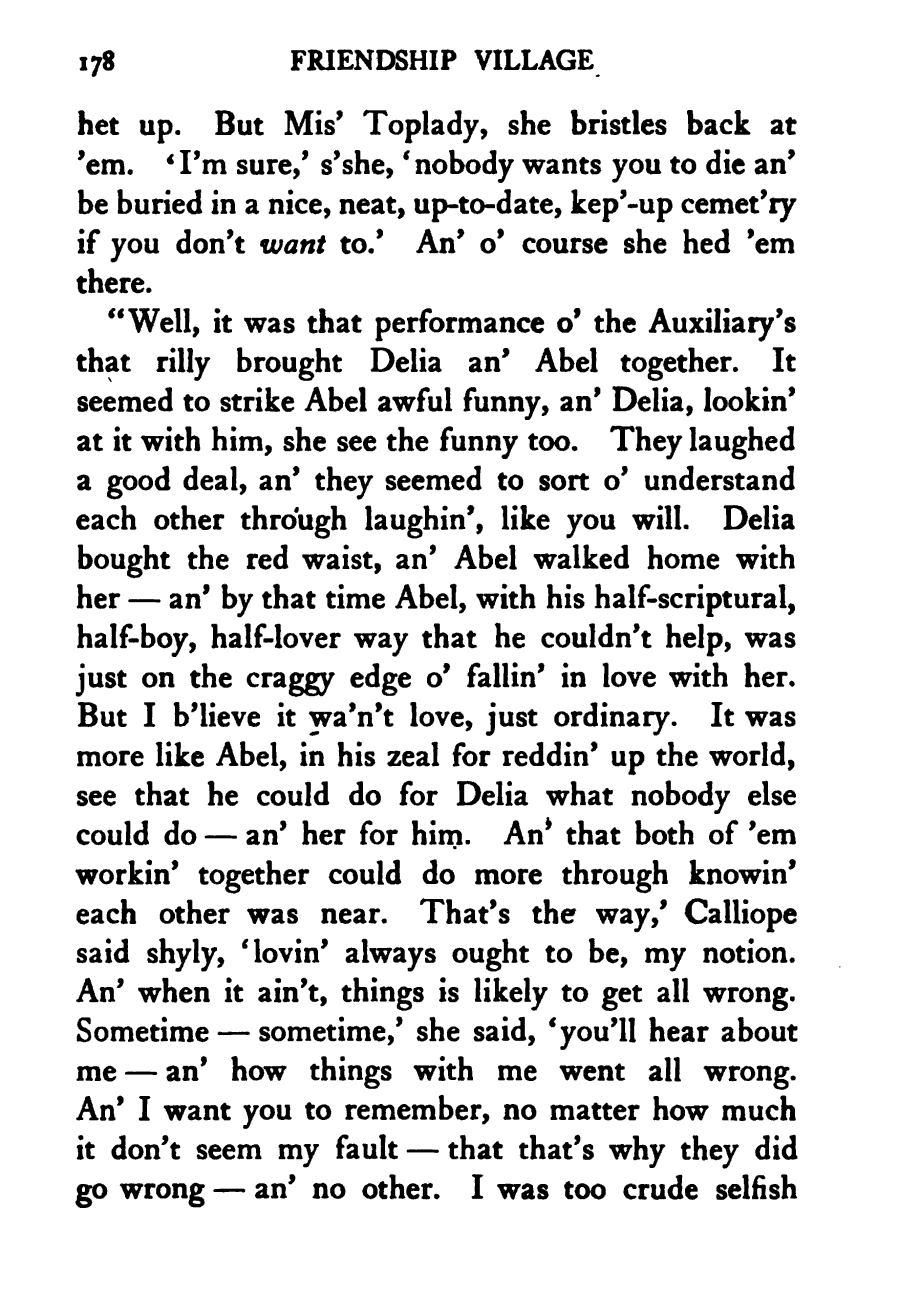 178 FRIENDSHIP VILLAGE
het up. But Mis' Toplady, she bristles back at
'em. 'I'm sure,' s'she, 'nobody wants you to die an'
be buried in a nice, neat, up-to-date, kep'-up cemet'ry
if you don't want to.' An' o' course she hed 'em
there.
"Well, it was that performance o' the Auxiliary's
that rilly brought Delia an' Abel together. It
seemed to strike Abel awful funny, an' Delia, lookin'
at it with him, she see the funny too. They laughed
a good deal, an' they seemed to sort o' understand
each other through laughin', like you will. Delia
bought the red waist, an' Abel walked home with
her — an' by that time Abel, with his half-scriptural,
half-boy, half-lover way that he couldn't help, was
just on the craggy edge o' fallin' in love with her.
But I b'lieve it wa'n't love, just ordinary. It was
more like Abel, in his zeal for reddin' up the world,
see that he could do for Delia what nobody else
could do — an' her for him. An' that both of 'em
workin' together could do more through knowin'
each other was near. That's the way,' Calliope
said shyly, 'lovin' always ought to be, my notion.
An' when it ain't, things is likely to get all wrong.
Sometime — sometime,' she said, 'you'll hear about
me — an' how things with me went all wrong.
An' I want you to remember, no matter how much
it don't seem my fault — that that's why they did
go wrong — an' no other. I was too crude selfish